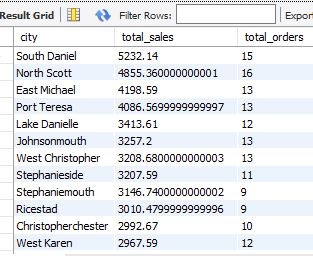 Result Grid Filter Rows: Export
city total_sales total_orders
South Daniel 5232.14 15
North Scott 4855.360000000001 16
East Michael 4198.59 13
Port Teresa 4086.5699999999997 13
Lake Danielle 3413.61 12
Johnsonmouth 3257.2 13
West Christopher 3208.6800000000003 13
Stephanieside 3207.59 11
Stephaniemouth 3146.7400000000002 9
Ricestad 3010.4799999999996 9
Christopherchester 2992.67 10
West Karen 2967.59 12